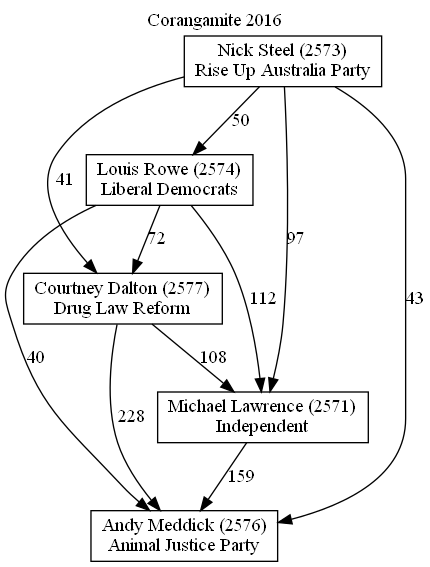 Corangamite 2016
Nick Steel (2573)
Rise Up Australia Party
50
Louis Rowe (2574)
Liberal Democrats
41
72
97
Courtney Dalton (2577)
Drug Law Reform
112
43
40
108
Michael Lawrence (2571)
Independent
228
159
Andy Meddick (2576)
Animal Justice Party